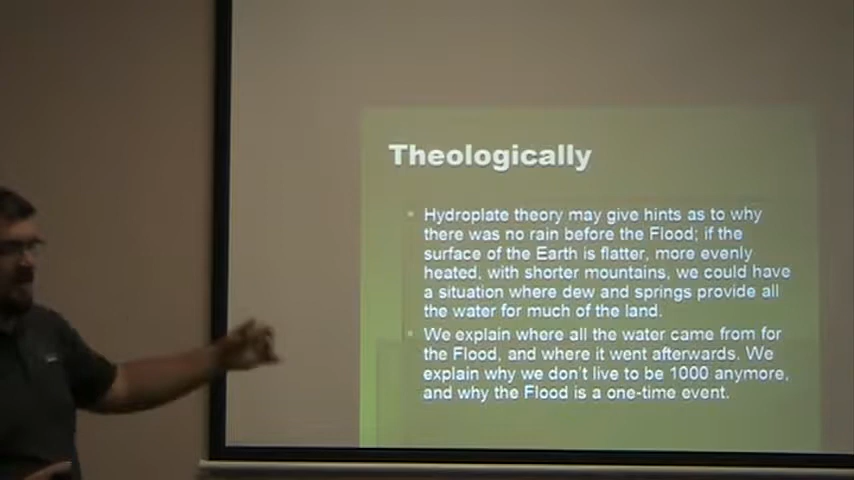 Theologically
Hydroplate theory may give hints as to why
there was no rain before the Flood; if the
surface of the Earth is flatter, more evenly
heated, with shorter mountains, we could have
a situation where dew and springs provide all
the water for much of the land.
We explain where all the water came from for
the Flood, and where it went afterwards. We
explain why we don't live to be 1000 anymore,
and why the Flood is a one-time event.